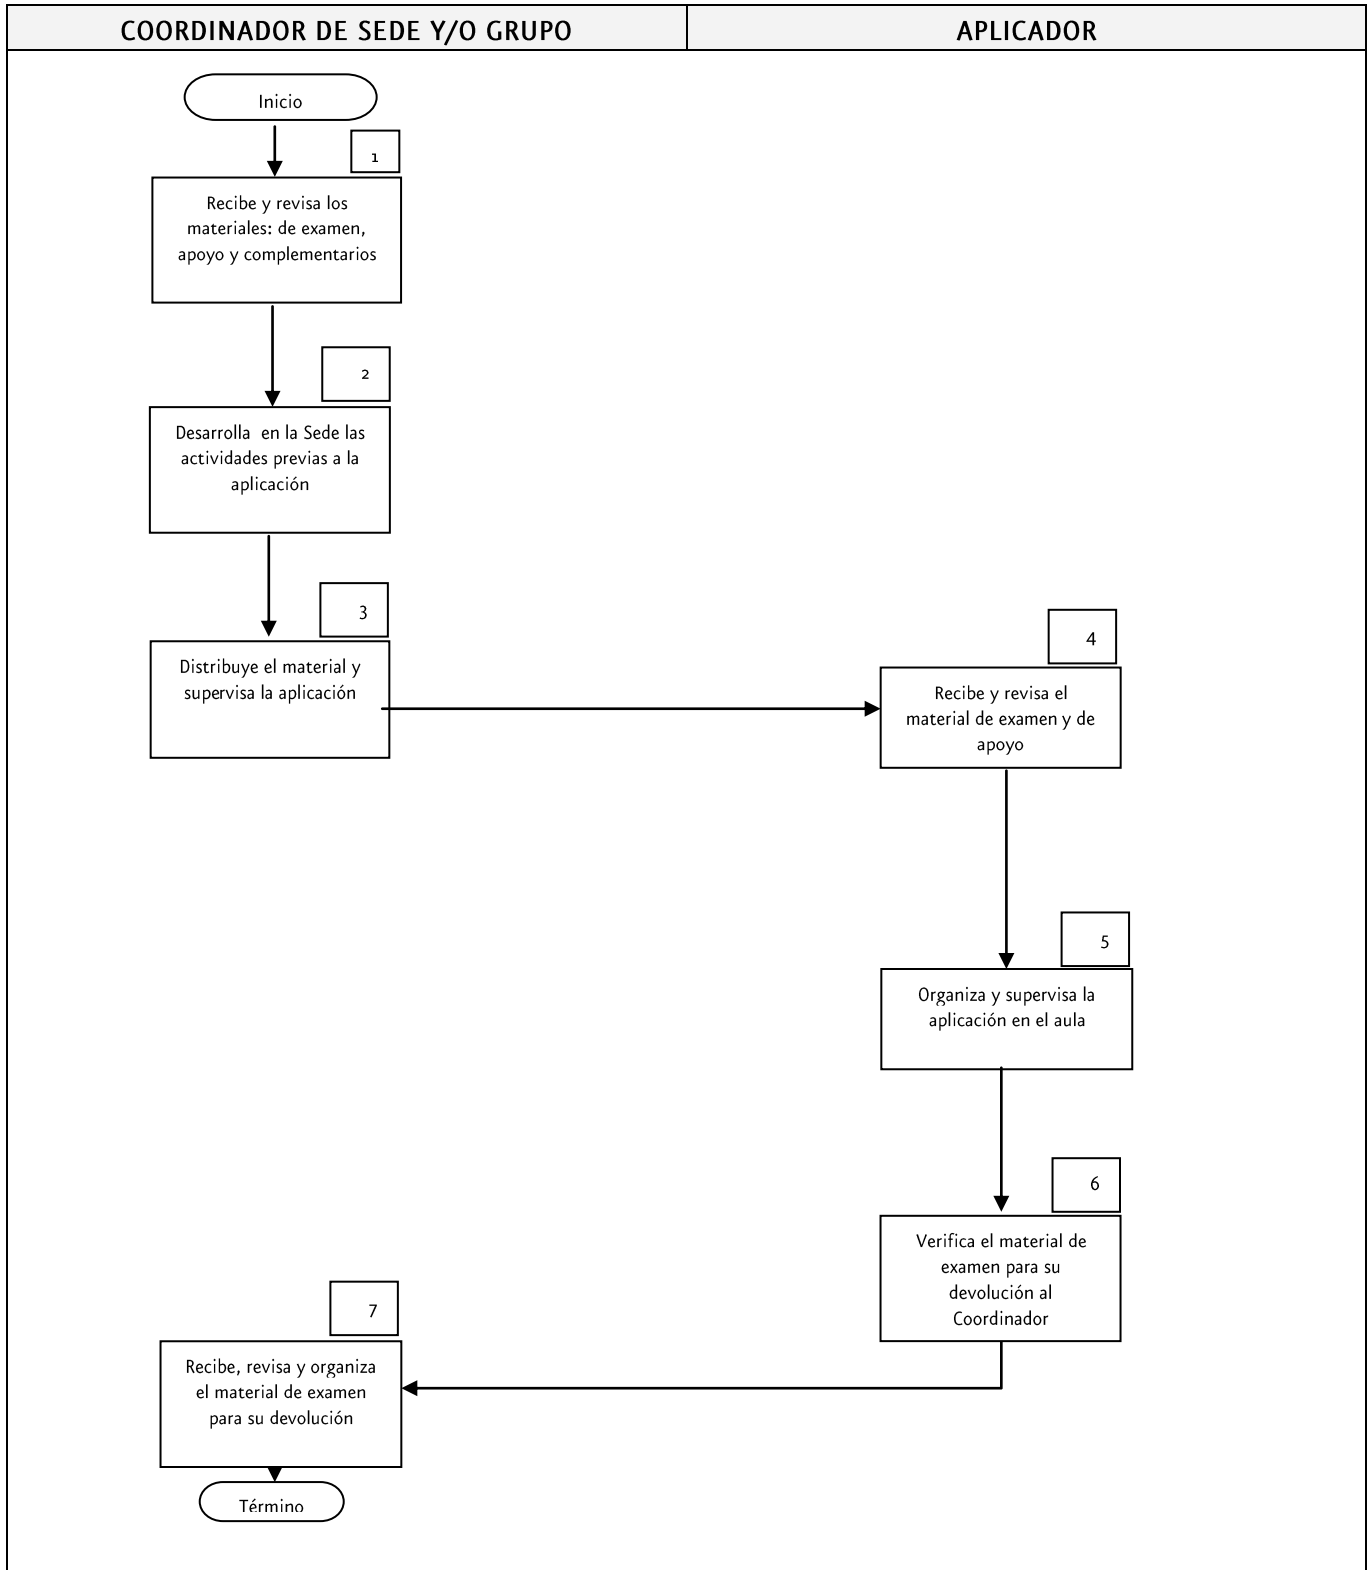 COORDINADOR DE SEDE Y/O GRUPO
APLICADOR
Inicio
1
Recibe y revisa los
materiales: de examen,
apoyo y complementarios
2
Desarrolla en la Sede las
actividades previas a la
aplicación
3
Distribuye el material y
supervisa la aplicación
4
Recibe y revisa el
material de examen y de
apoyo
5
Organiza y supervisa la
aplicación en el aula
6
Verifica el material de
examen para su
devolución al
Coordinador
7
Recibe, revisa y organiza
el material de examen
para su devolución
Término